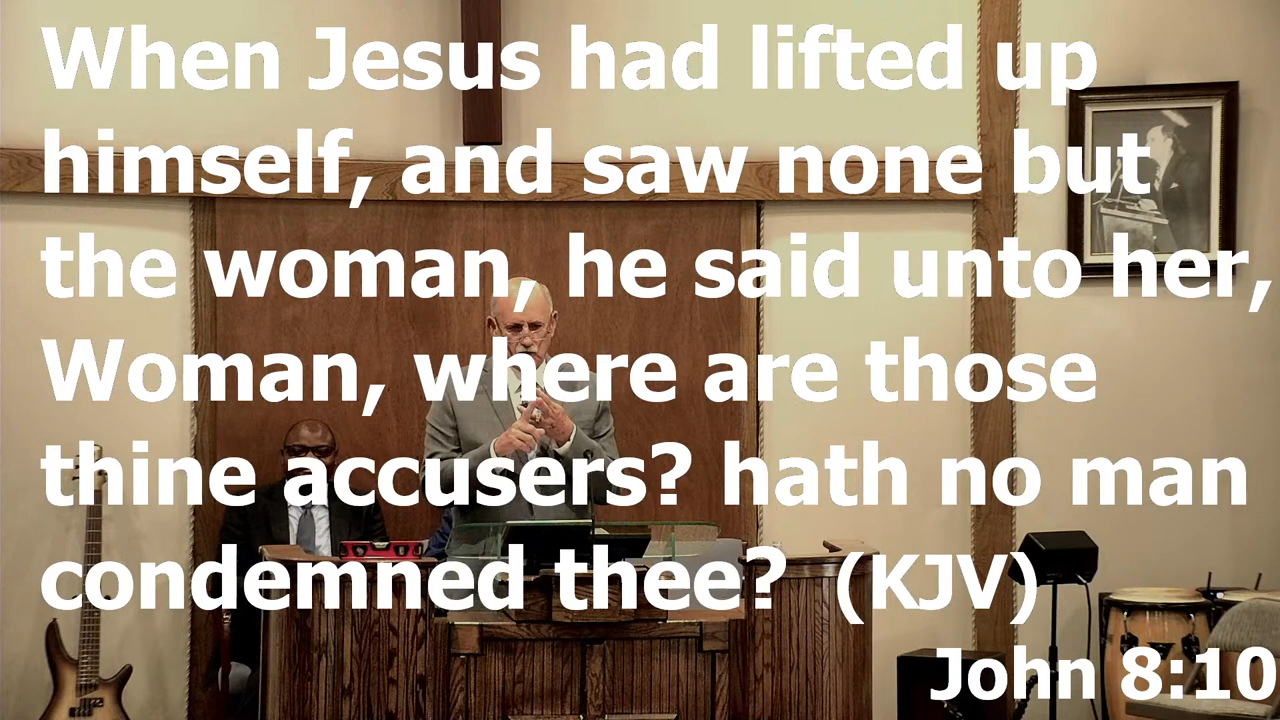 When Jesus had lifted up
himself, and saw none but
the woman, he said unto her,
Woman, where are those
thine accusers? hath no man
condemned thee? (KJV)
John 8:10